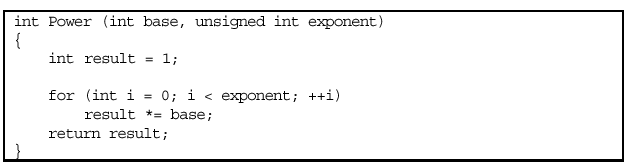 int Power (int base, unsigned int exponent)
{
    int result = 1;

    for (int i = 0; i < exponent; ++i)
        result *= base;
    return result;
}